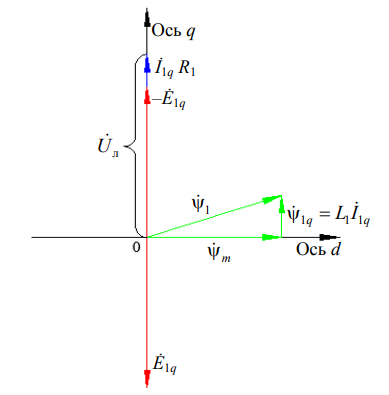 Ось q
İ₁q R₁
–Ė₁q
U̇л
ψ̇₁
ψ̇₁q = L₁İ₁q
0
ψ̇m
Ось d
Ė₁q